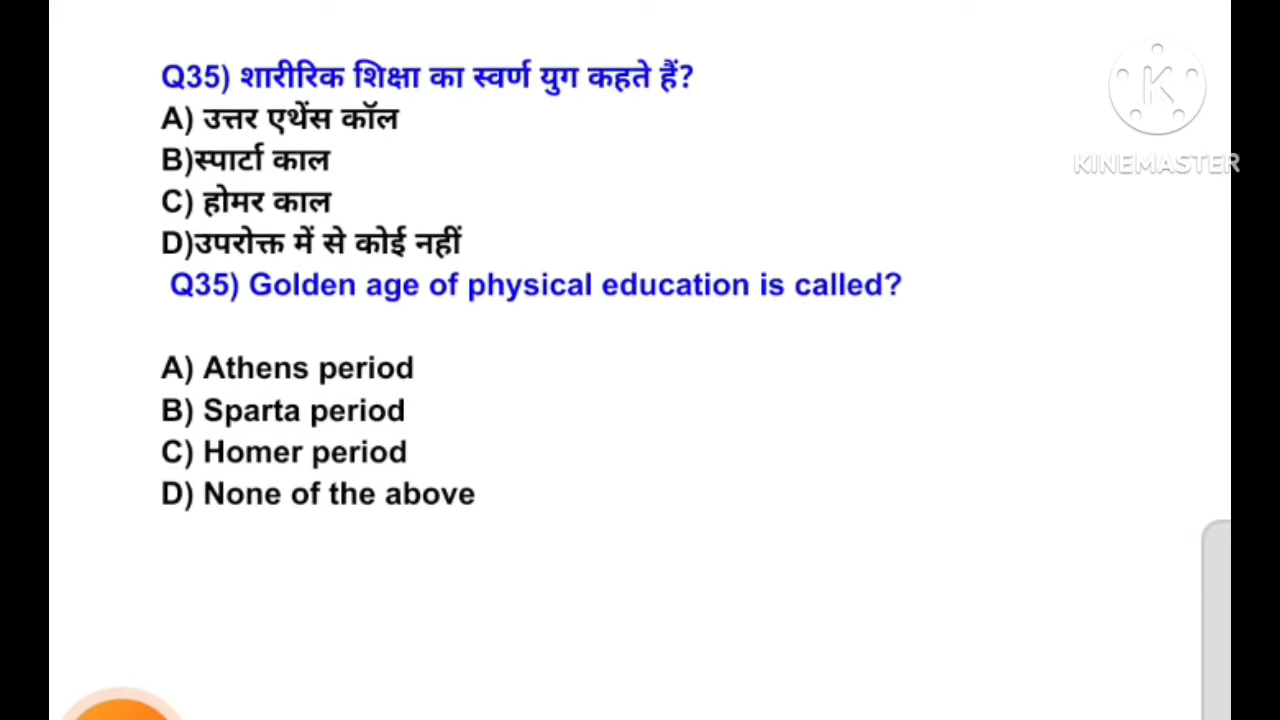 Q35) शारीरिक शिक्षा का स्वर्ण युग कहते हैं?
A) उत्तर एथेंस कॉल
B)स्पार्टा काल
C) होमर काल
D)उपरोक्त में से कोई नहीं
Q35) Golden age of physical education is called?
A) Athens period
B) Sparta period
C) Homer period
D) None of the above
K
KINEMASTER